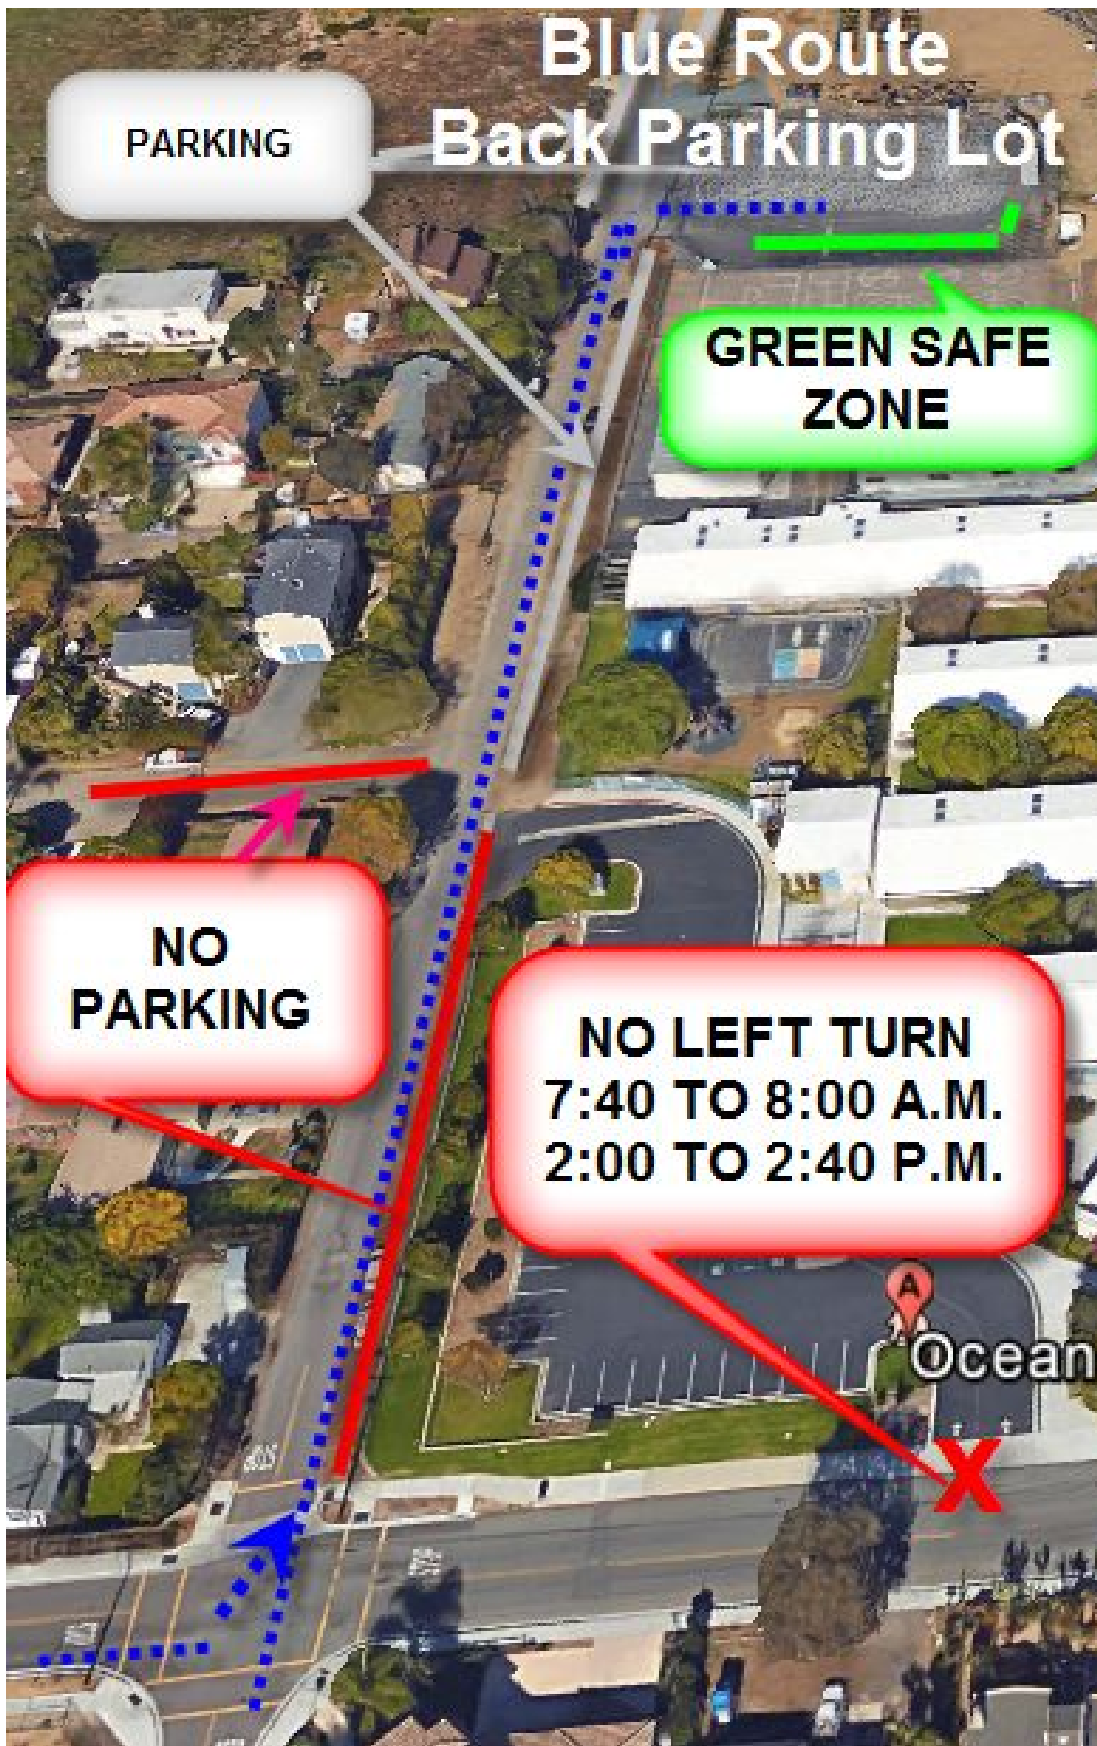 Blue Route
Back Parking Lot
PARKING
GREEN SAFE
ZONE
NO
PARKING
NO LEFT TURN
7:40 TO 8:00 A.M.
2:00 TO 2:40 P.M.
A
Ocean
X